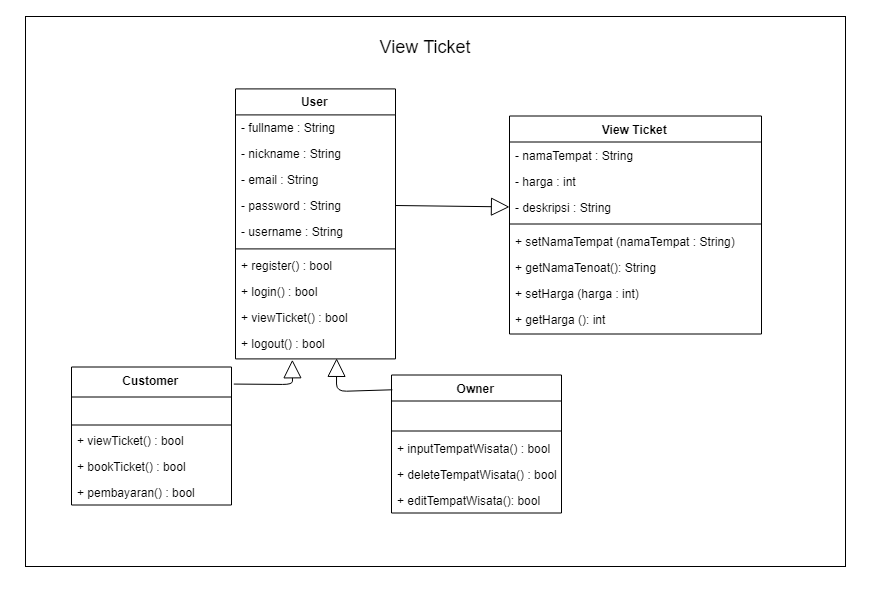 View Ticket
User
- fullname : String
- nickname : String
- email : String
- password : String
- username : String
+ register() : bool
+ login() : bool
+ viewTicket() : bool
+ logout() : bool
View Ticket
- namaTempat : String
- harga : int
- deskripsi : String
+ setNamaTempat (namaTempat : String)
+ getNamaTenoat(): String
+ setHarga (harga : int)
+ getHarga (): int
Customer
+ viewTicket() : bool
+ bookTicket() : bool
+ pembayaran() : bool
Owner
+ inputTempatWisata() : bool
+ deleteTempatWisata() : bool
+ editTempatWisata(): bool